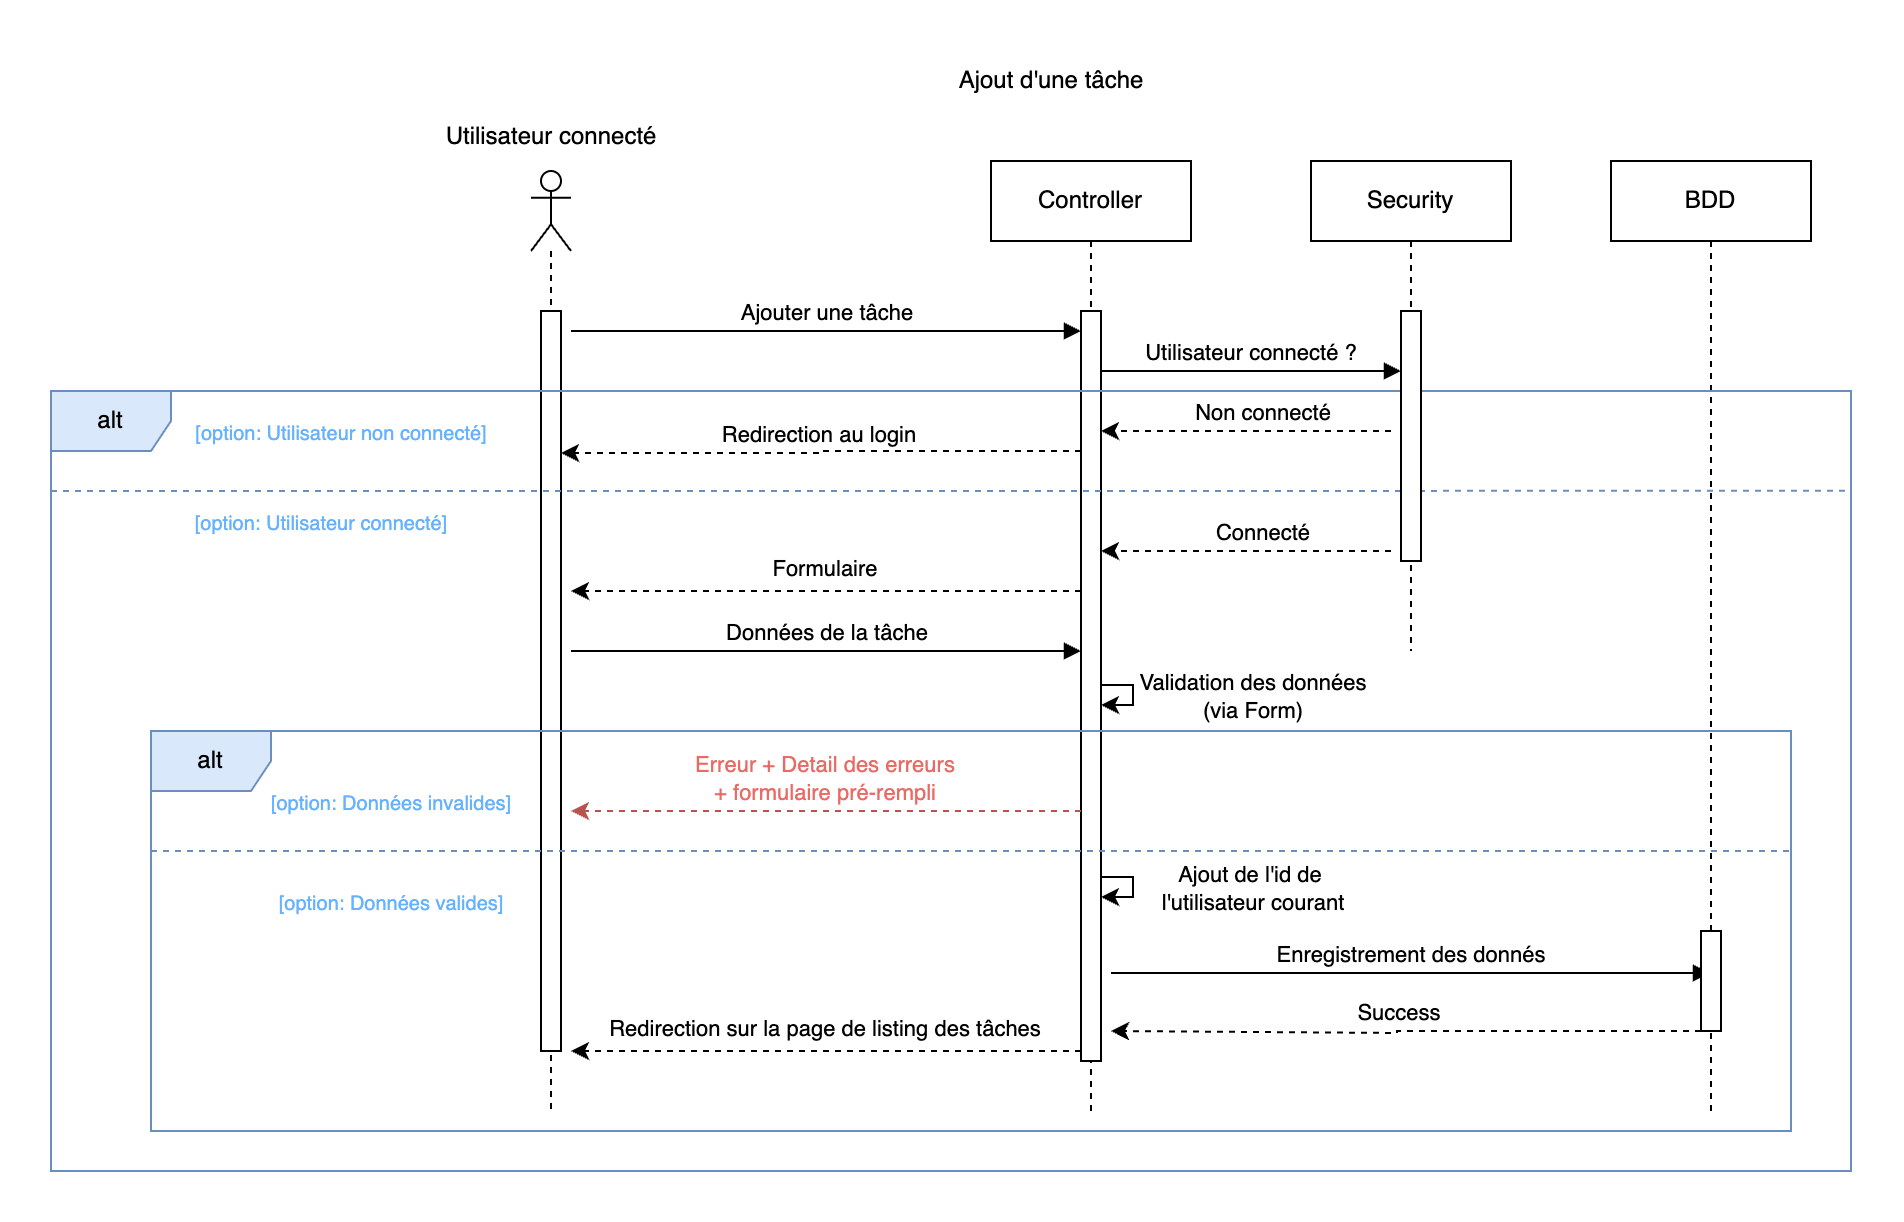 Ajout d'une tâche
Utilisateur connecté
Controller
Security
BDD
Ajouter une tâche
Utilisateur connecté ?
alt
[option: Utilisateur non connecté]
Non connecté
Redirection au login
[option: Utilisateur connecté]
Connecté
Formulaire
Données de la tâche
Validation des données
(via Form)
alt
Erreur + Detail des erreurs
+ formulaire pré-rempli
[option: Données invalides]
Ajout de l'id de
l'utilisateur courant
[option: Données valides]
Enregistrement des donnés
Success
Redirection sur la page de listing des tâches